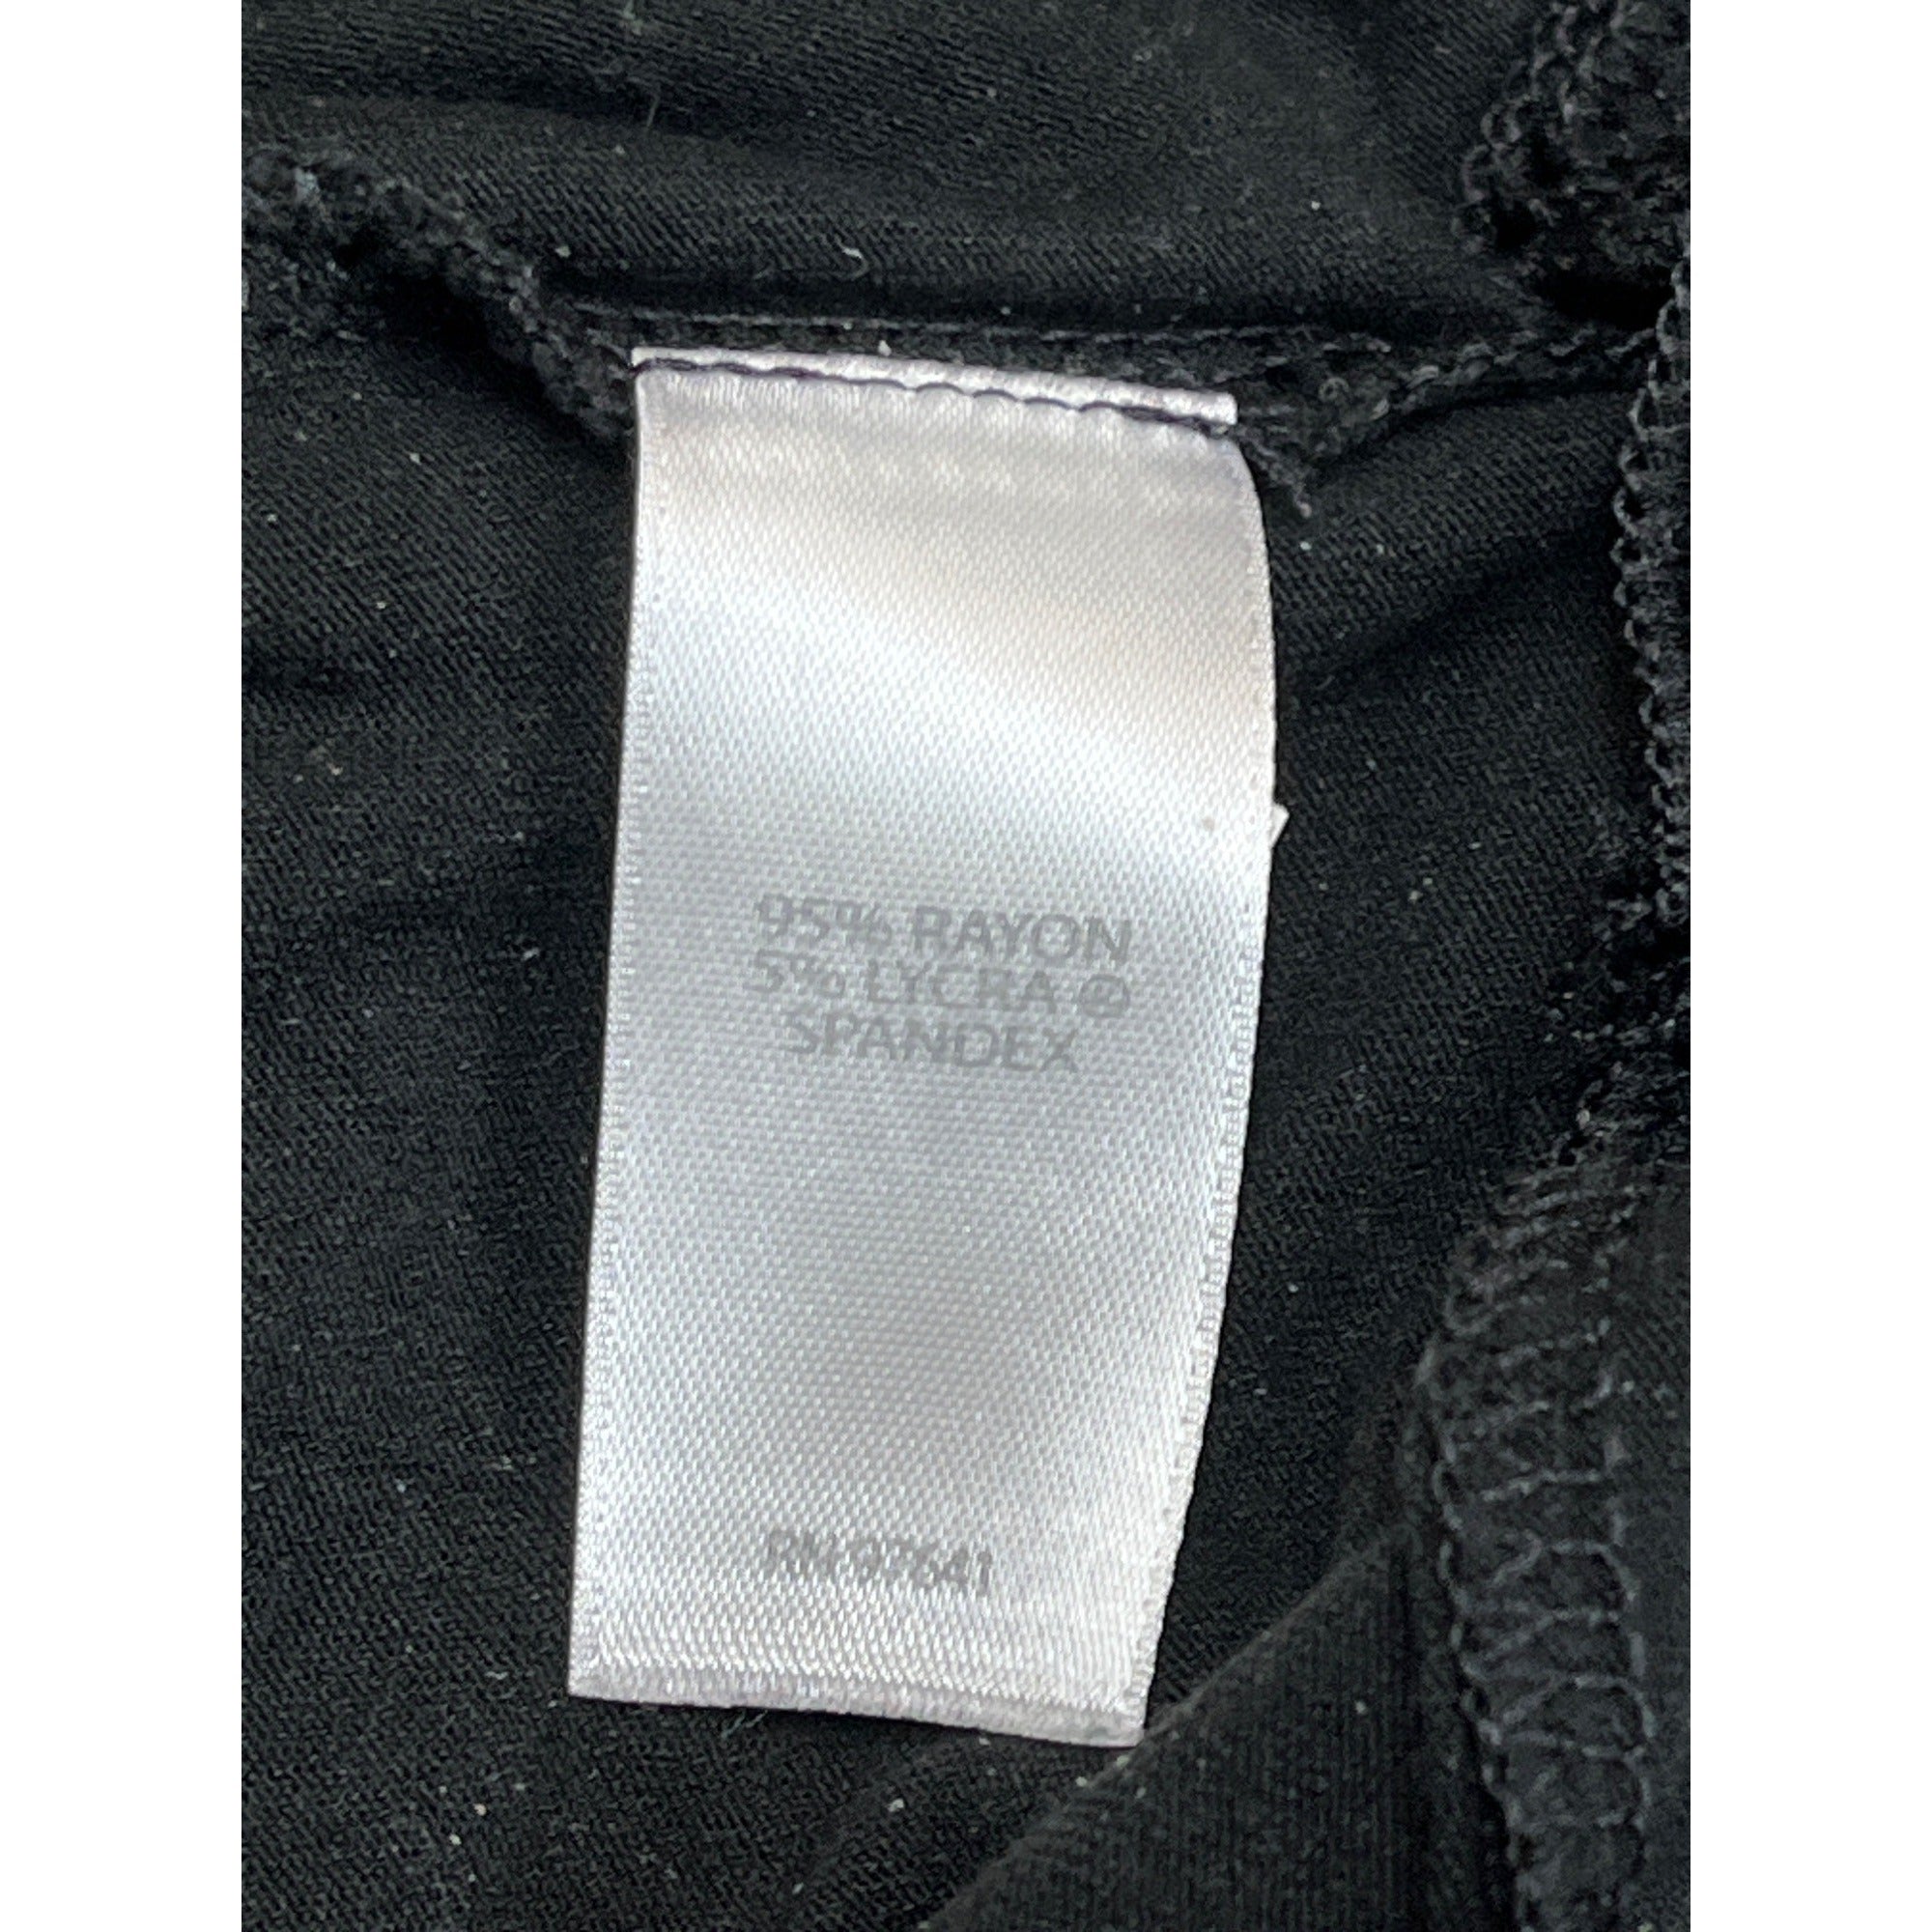 95% RAYON
5% LYCRA ®
SPANDEX
RN 97641